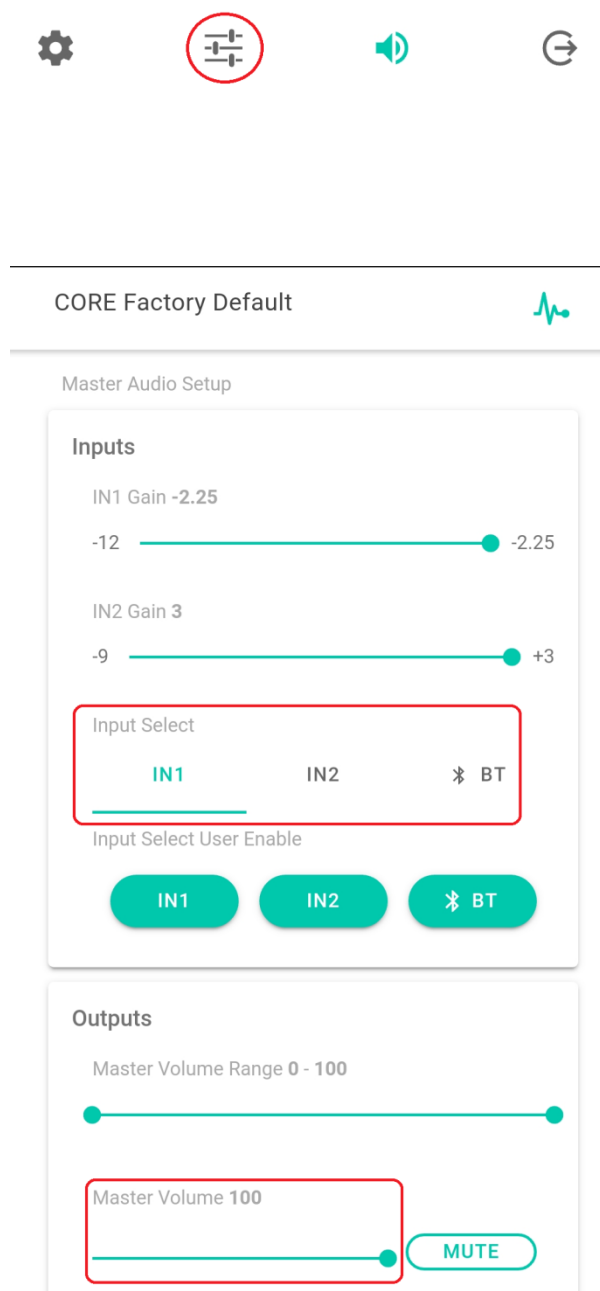 CORE Factory Default
Master Audio Setup
Inputs
IN1 Gain -2.25
-12 -2.25
IN2 Gain 3
-9 +3
Input Select
IN1 IN2 BT
Input Select User Enable
IN1 IN2 BT
Outputs
Master Volume Range 0 - 100
Master Volume 100
MUTE